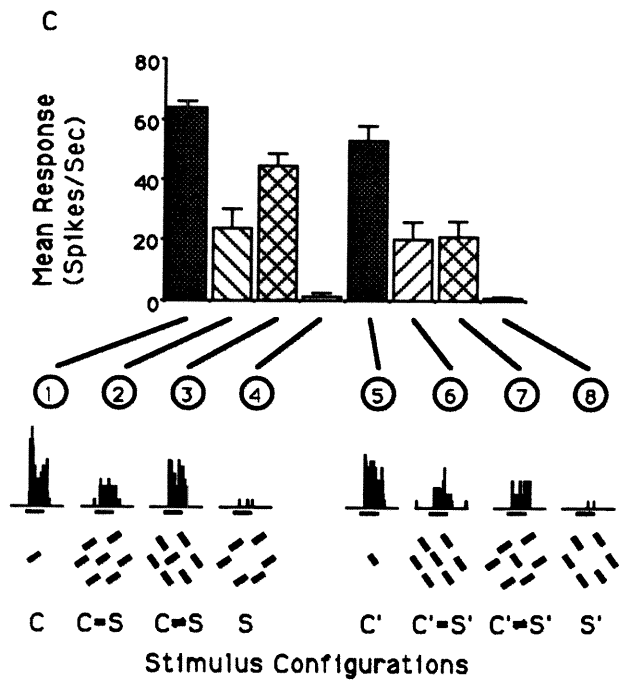 C
80
60
40
20
0
Mean Response
(Spikes/Sec)
1 2 3 4 5 6 7 8
C C=S C≠S S C' C'=S' C'≠S' S'
Stimulus Configurations